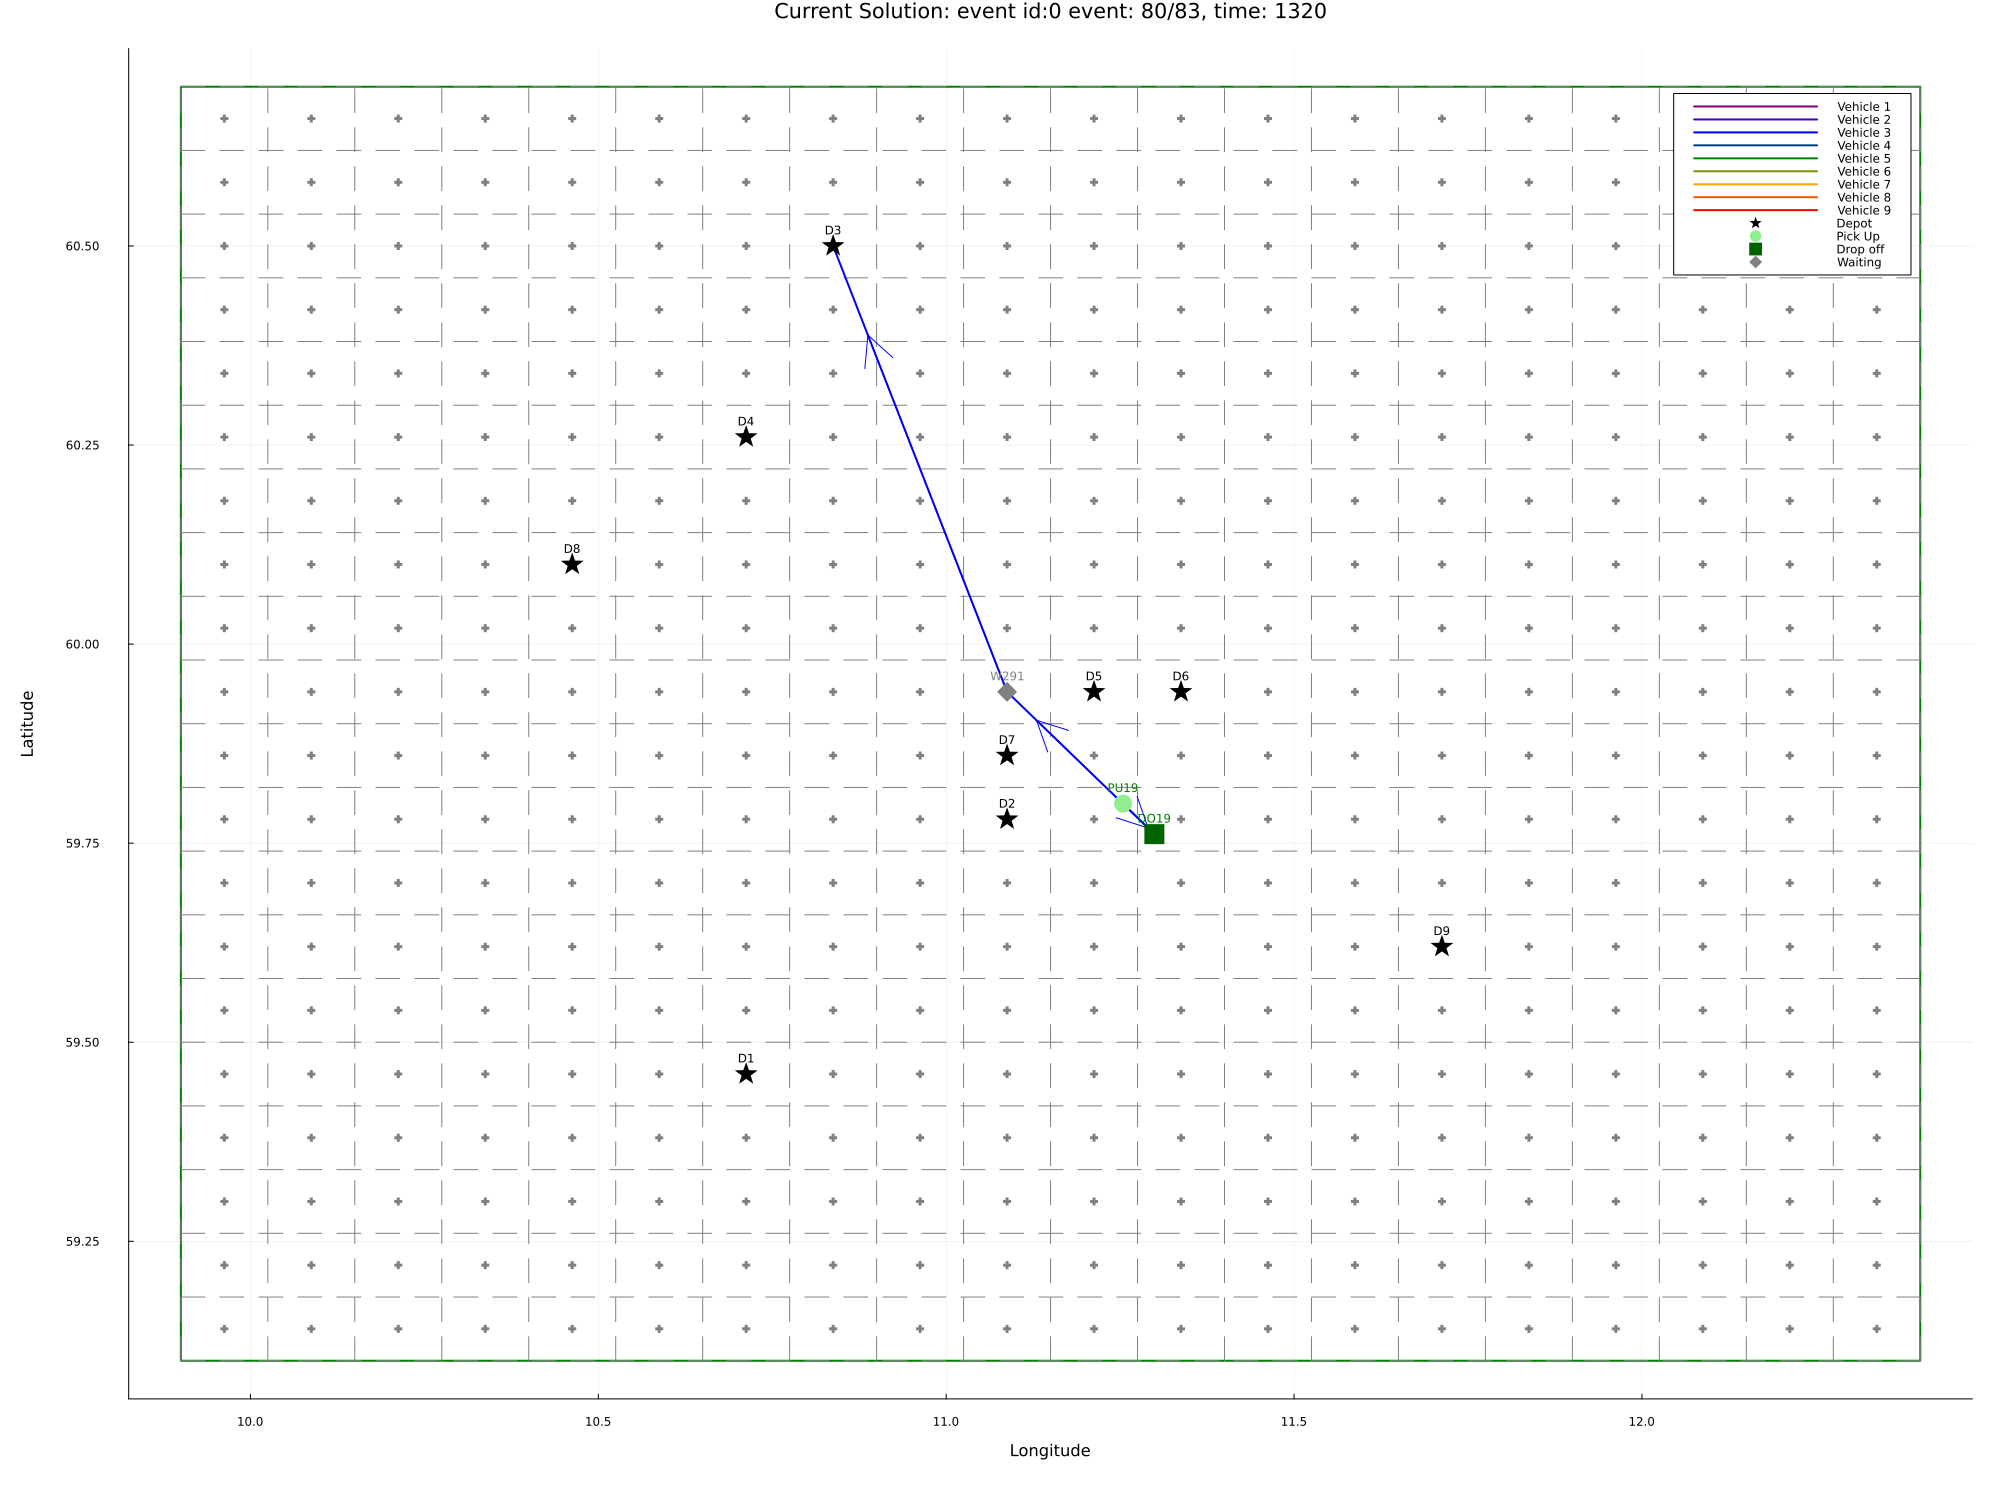 Current Solution: event id:0 event: 80/83, time: 1320
Vehicle 1
Vehicle 2
Vehicle 3
Vehicle 4
Vehicle 5
Vehicle 6
Vehicle 7
Vehicle 8
Vehicle 9
Depot
Pick Up
Drop off
Waiting
D3
60.50
D4
60.25
D8
60.00
W291
D5
D6
D7
PU19
D2
DO19
59.75
D9
59.50
D1
59.25
Latitude
10.0
10.5
11.0
11.5
12.0
Longitude